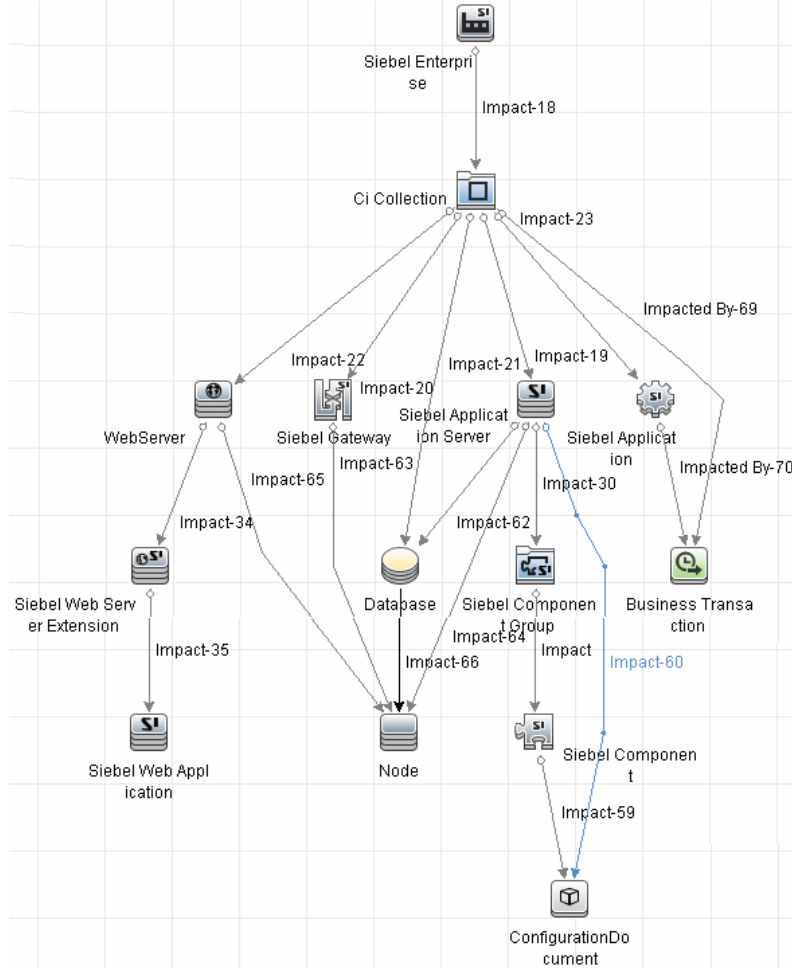 Siebel Enterpri
se
Impact-18
Ci Collection
Impact-23
Impacted By-69
Impact-22
Impact-21
Impact-19
Impact-20
WebServer
Siebel Gateway
Siebel Applicat
ion Server
Siebel Applicat
ion
Impact-65
Impact-63
Impact-30
Impacted By-70
Impact-34
Impact-62
Siebel Web Serv
er Extension
Database
Siebel Componen
t Group
Business Transa
ction
Impact-35
Impact-64
Impact
Impact-66
Impact-60
Siebel Web Appl
ication
Node
Siebel Componen
t
Impact-59
ConfigurationDo
cument